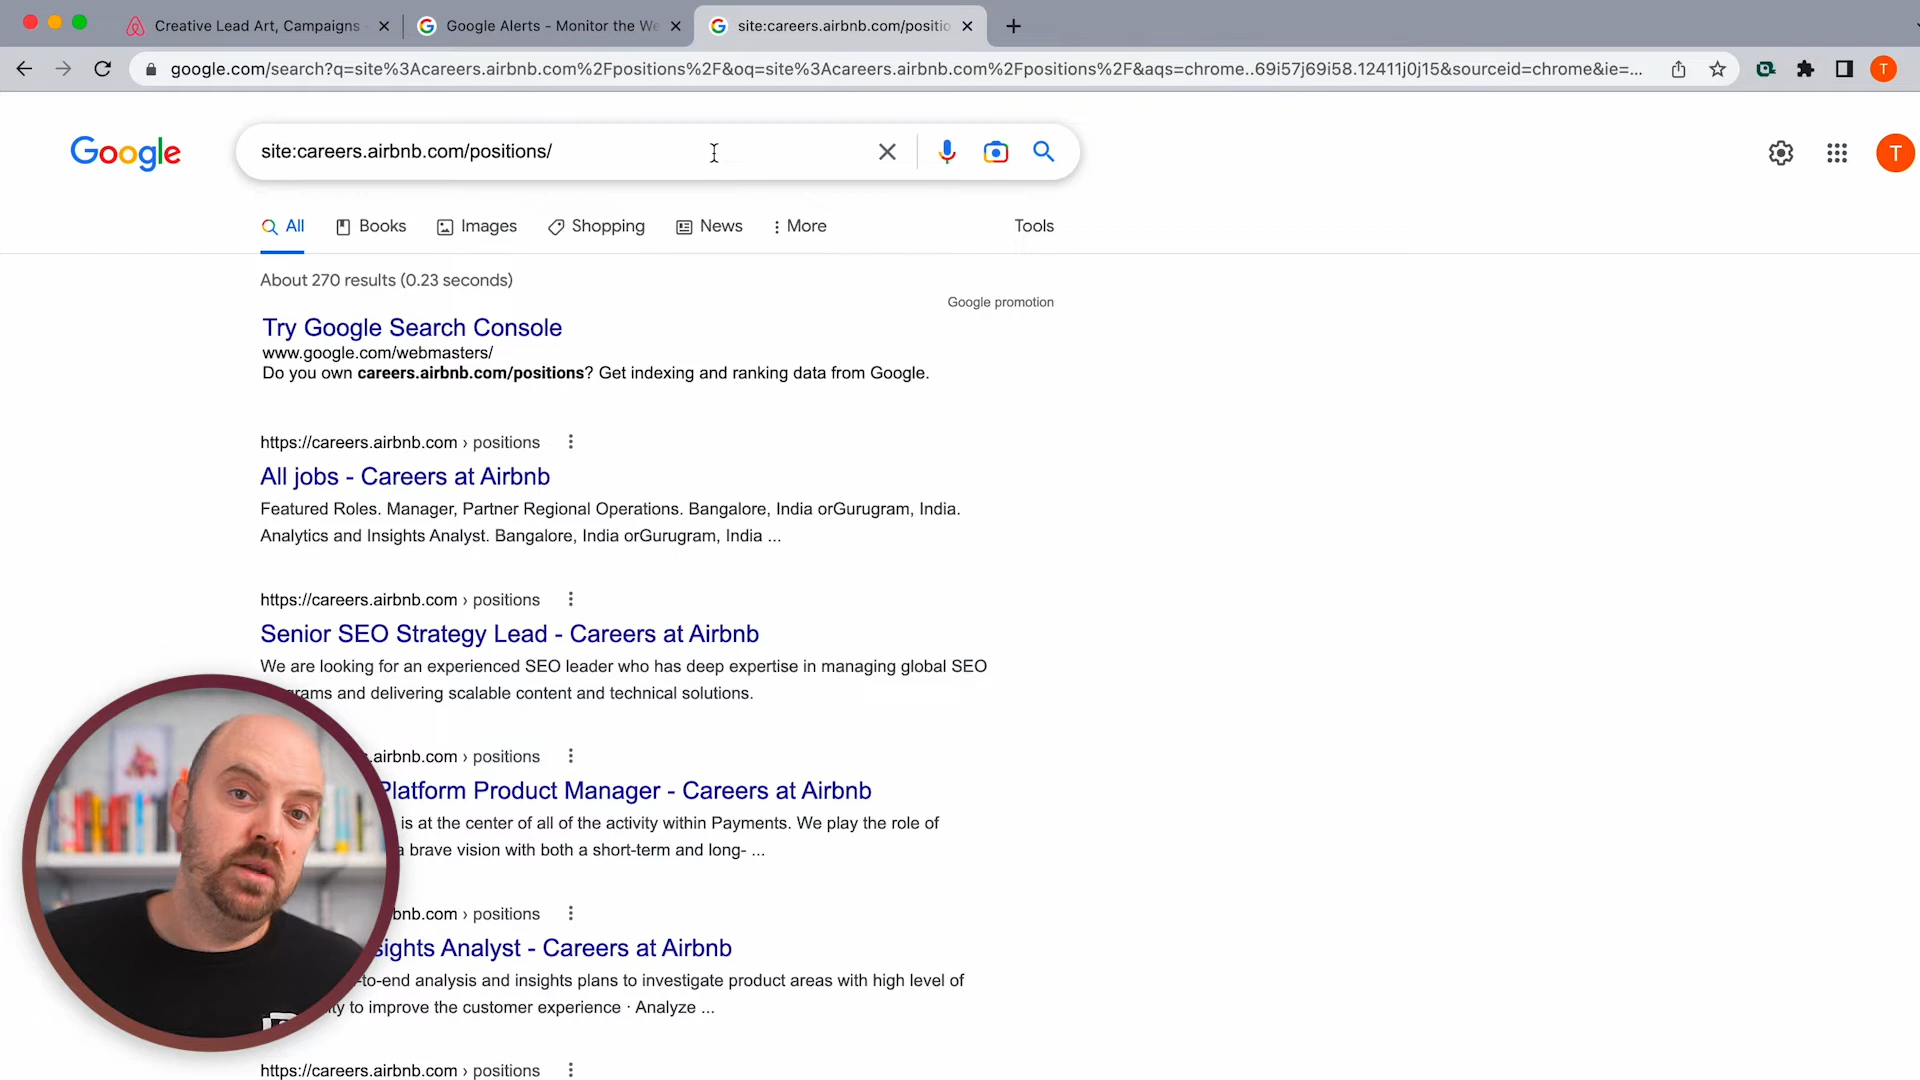 Creative Lead Art, Campaigns
Google Alerts - Monitor the We
site:careers.airbnb.com/positio
google.com/search?q=site%3Acareers.airbnb.com%2Fpositions%2F&oq=site%3Acareers.airbnb.com%2Fpositions%2F&aqs=chrome..69i57j69i58.12411j0j15&sourceid=chrome&ie=...
T
Google
site:careers.airbnb.com/positions/
T
All
Books
Images
Shopping
News
More
Tools
About 270 results (0.23 seconds)
Google promotion
Try Google Search Console
www.google.com/webmasters/
Do you own careers.airbnb.com/positions? Get indexing and ranking data from Google.
https://careers.airbnb.com › positions
All jobs - Careers at Airbnb
Featured Roles. Manager, Partner Regional Operations. Bangalore, India orGurugram, India.
Analytics and Insights Analyst. Bangalore, India orGurugram, India ...
https://careers.airbnb.com › positions
Senior SEO Strategy Lead - Careers at Airbnb
We are looking for an experienced SEO leader who has deep expertise in managing global SEO
grams and delivering scalable content and technical solutions.
.airbnb.com › positions
Platform Product Manager - Careers at Airbnb
is at the center of all of the activity within Payments. We play the role of
a brave vision with both a short-term and long- ...
bnb.com › positions
sights Analyst - Careers at Airbnb
-to-end analysis and insights plans to investigate product areas with high level of
ity to improve the customer experience · Analyze ...
https://careers.airbnb.com › positions